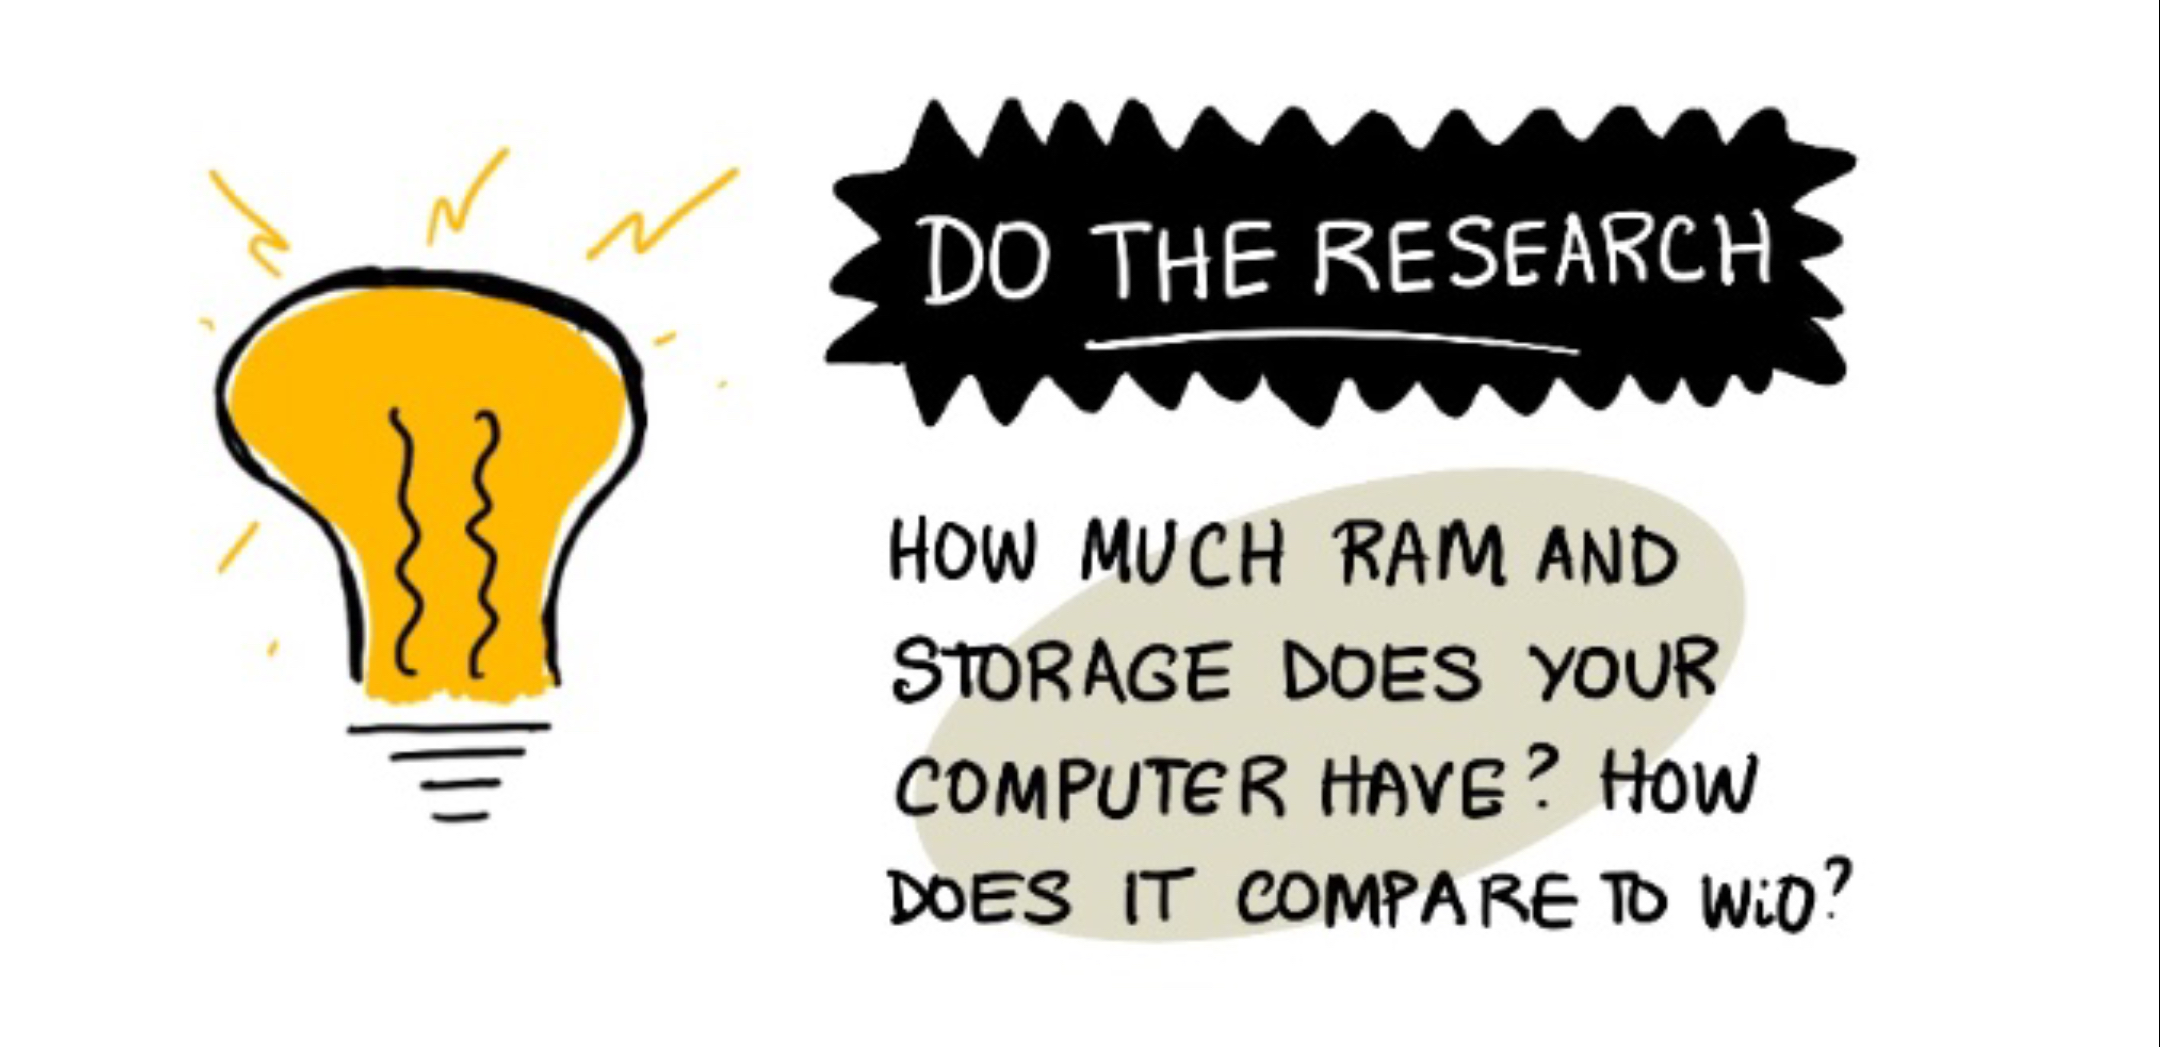 DO THE RESEARCH
HOW MUCH RAM AND
STORAGE DOES YOUR
COMPUTER HAVE? HOW
DOES IT COMPARE TO WiO?